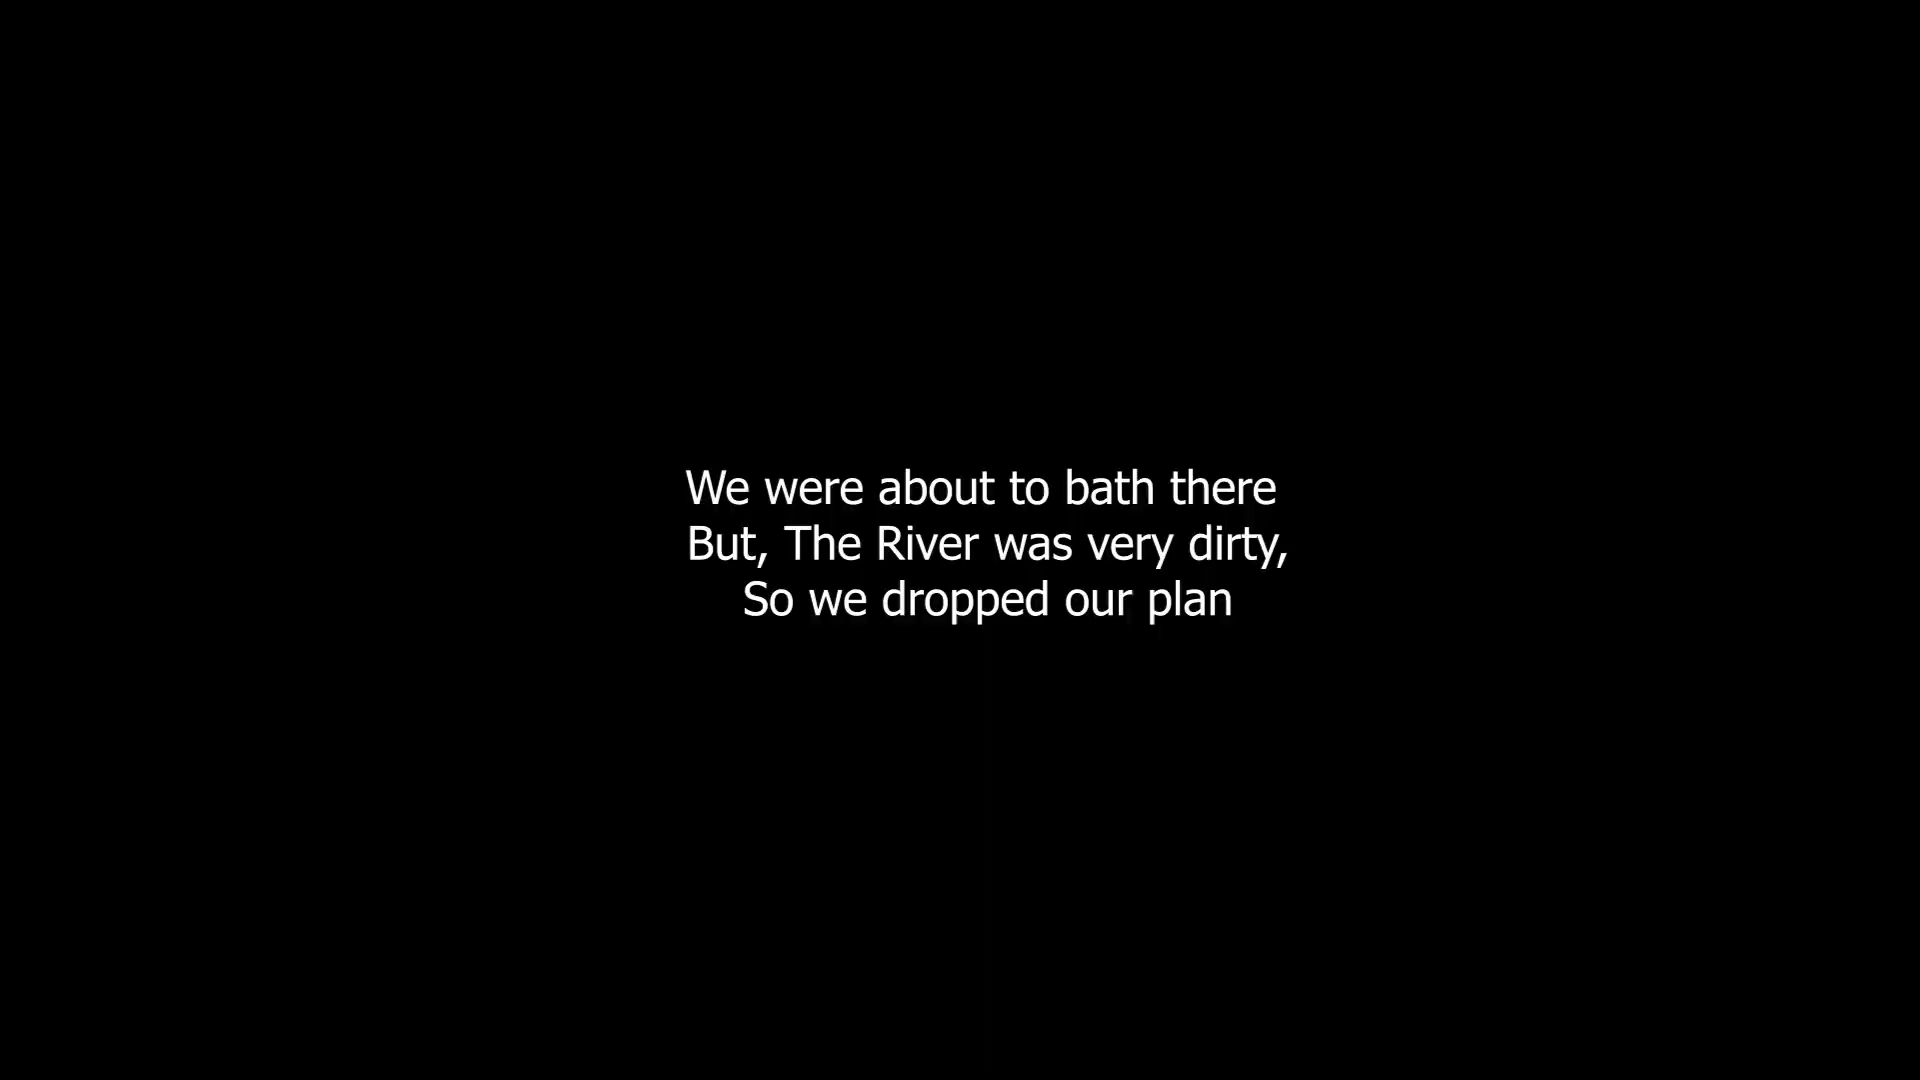 We were about to bath there
But, The River was very dirty,
So we dropped our plan